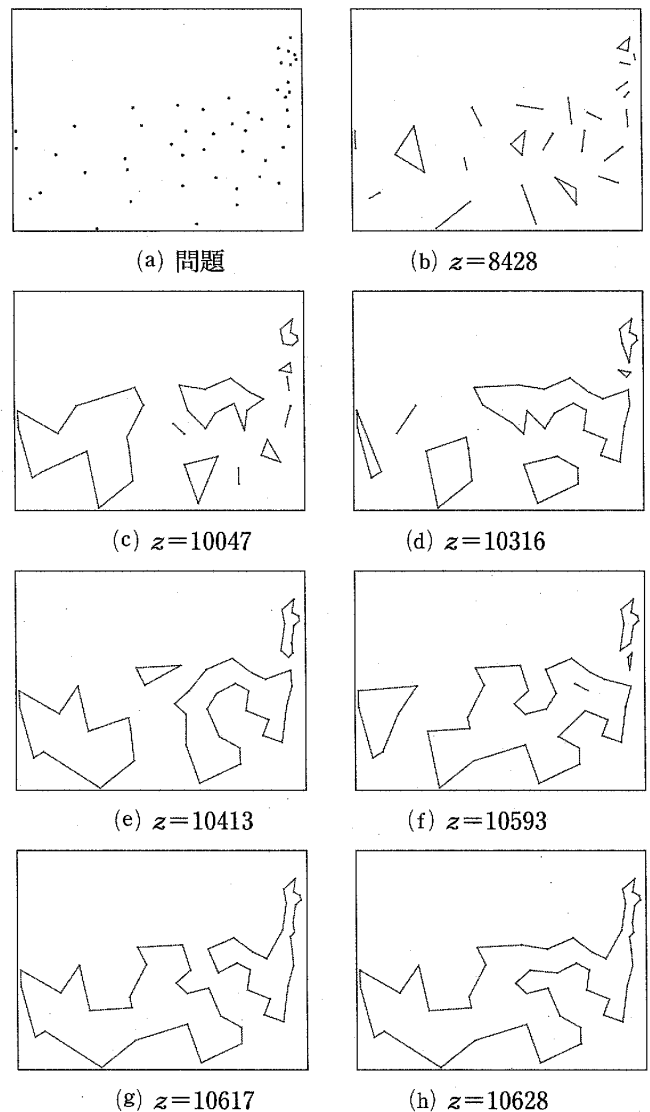 (a) 問題
(b) z=8428
(c) z=10047
(d) z=10316
(e) z=10413
(f) z=10593
(g) z=10617
(h) z=10628